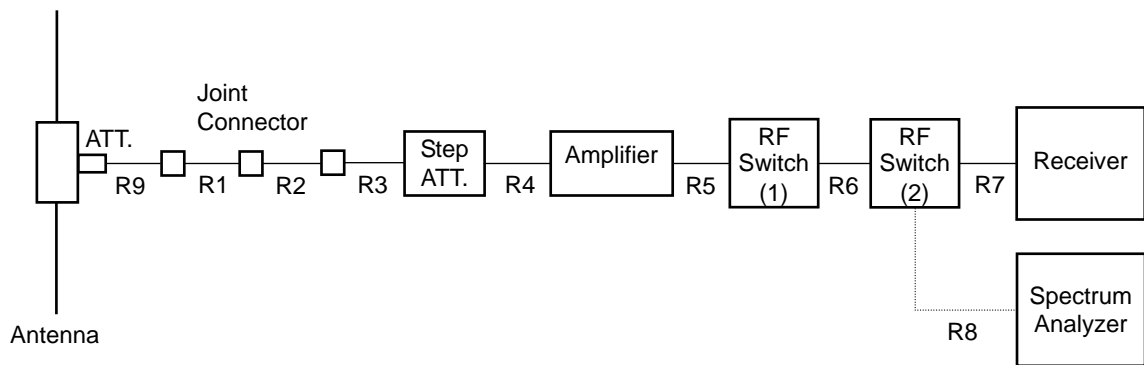 Joint
Connector
ATT.
R9
R1
R2
R3
Step
ATT.
R4
Amplifier
R5
RF
Switch
(1)
R6
RF
Switch
(2)
R7
Receiver
Spectrum
Analyzer
R8
Antenna